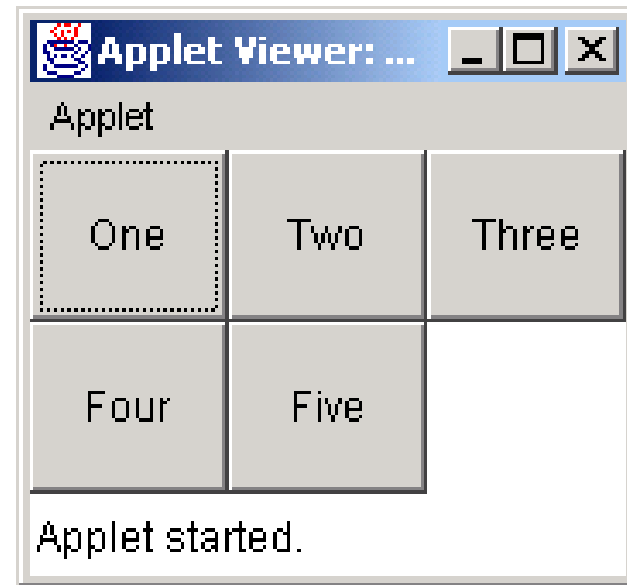 Applet Viewer: ...
Applet
One Two Three
Four Five
Applet started.